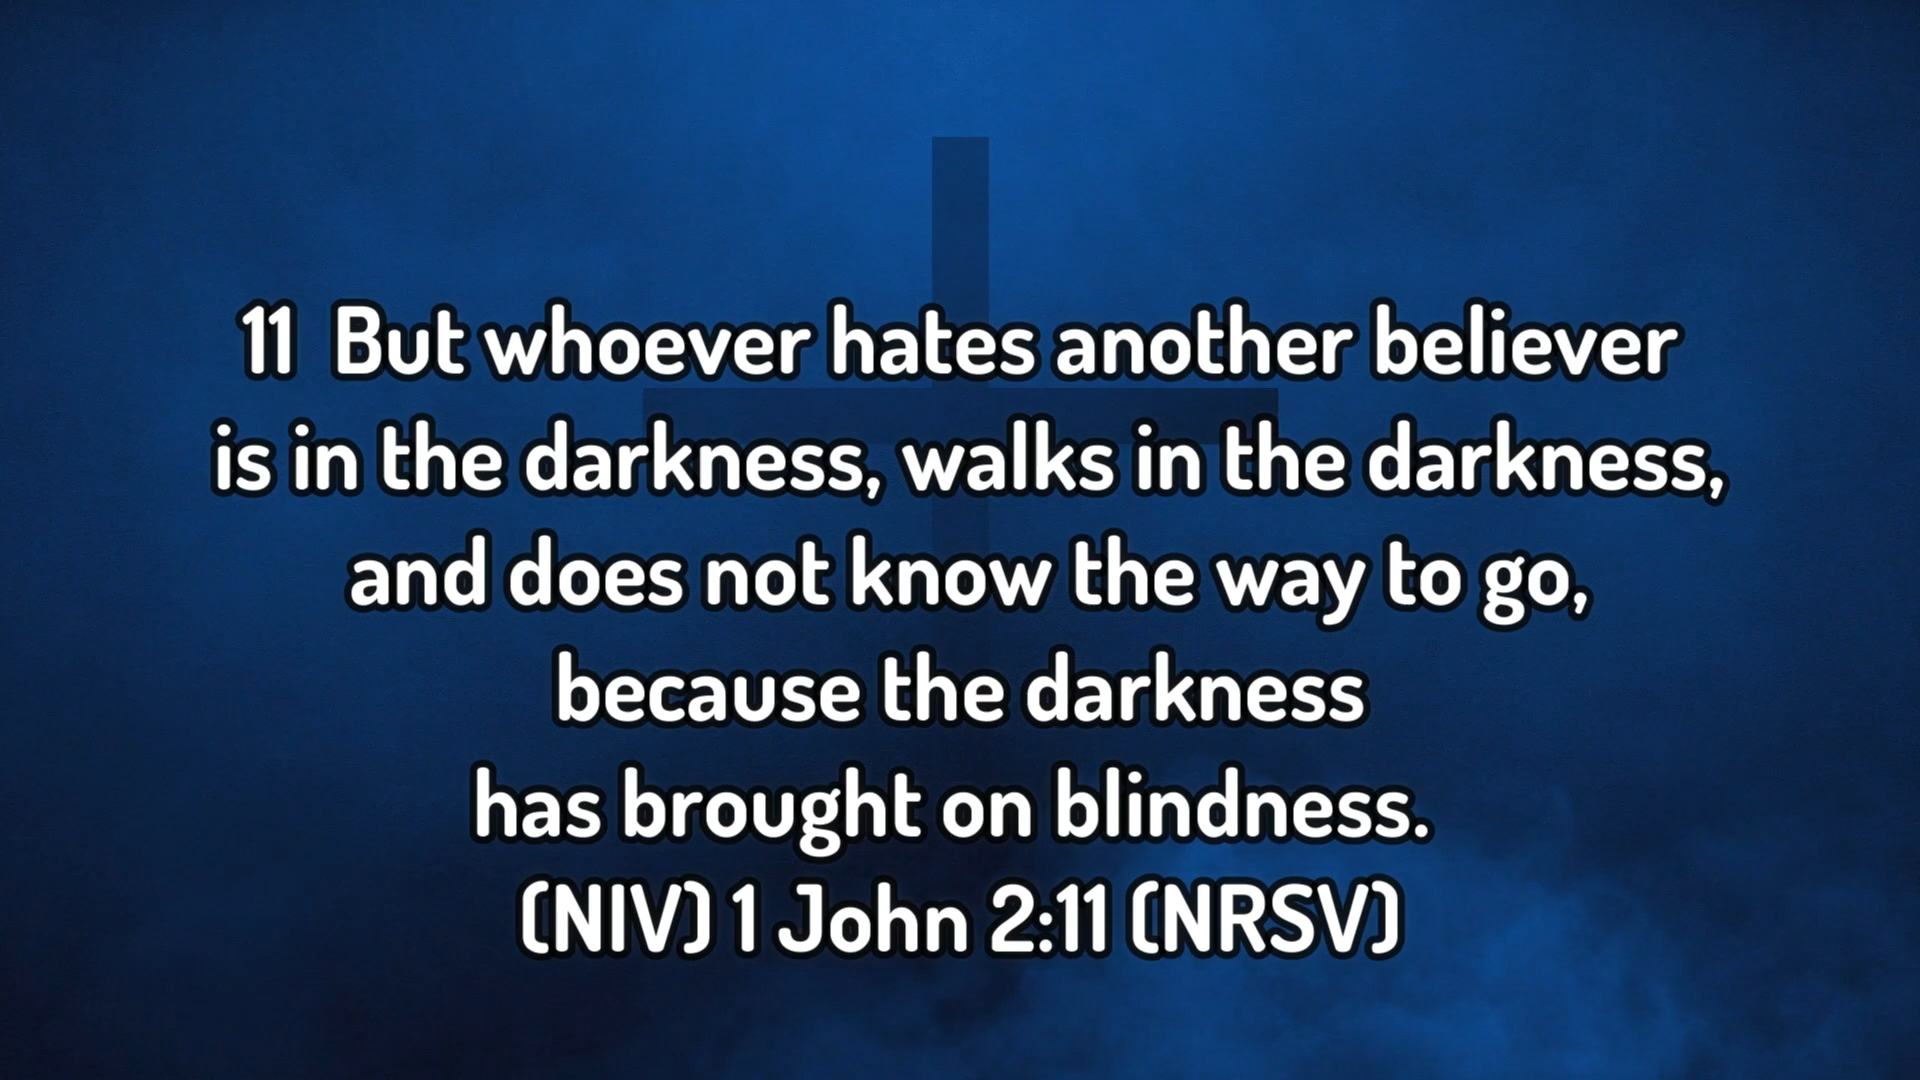 11 But whoever hates another believer
is in the darkness, walks in the darkness,
and does not know the way to go,
because the darkness
has brought on blindness.
(NIV) 1 John 2:11 (NRSV)